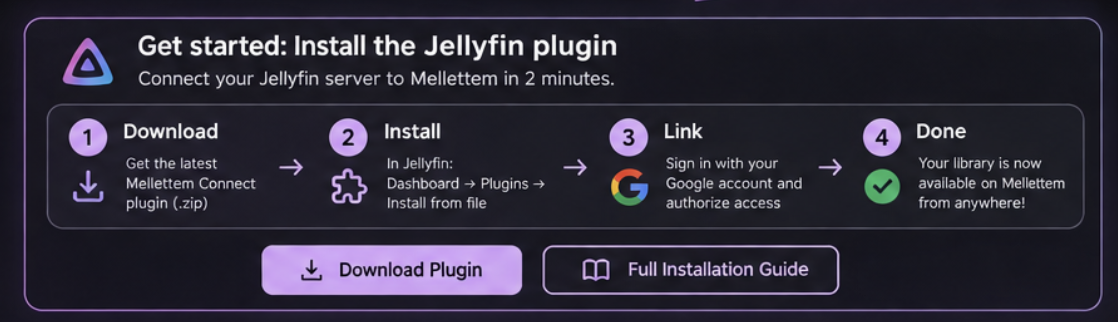 Get started: Install the Jellyfin plugin
Connect your Jellyfin server to Mellettem in 2 minutes.
1 Download
Get the latest
Mellettem Connect
plugin (.zip)
→
2 Install
In Jellyfin:
Dashboard → Plugins →
Install from file
→
3 Link
Sign in with your
Google account and
authorize access
→
4 Done
Your library is now
available on Mellettem
from anywhere!
Download Plugin
Full Installation Guide